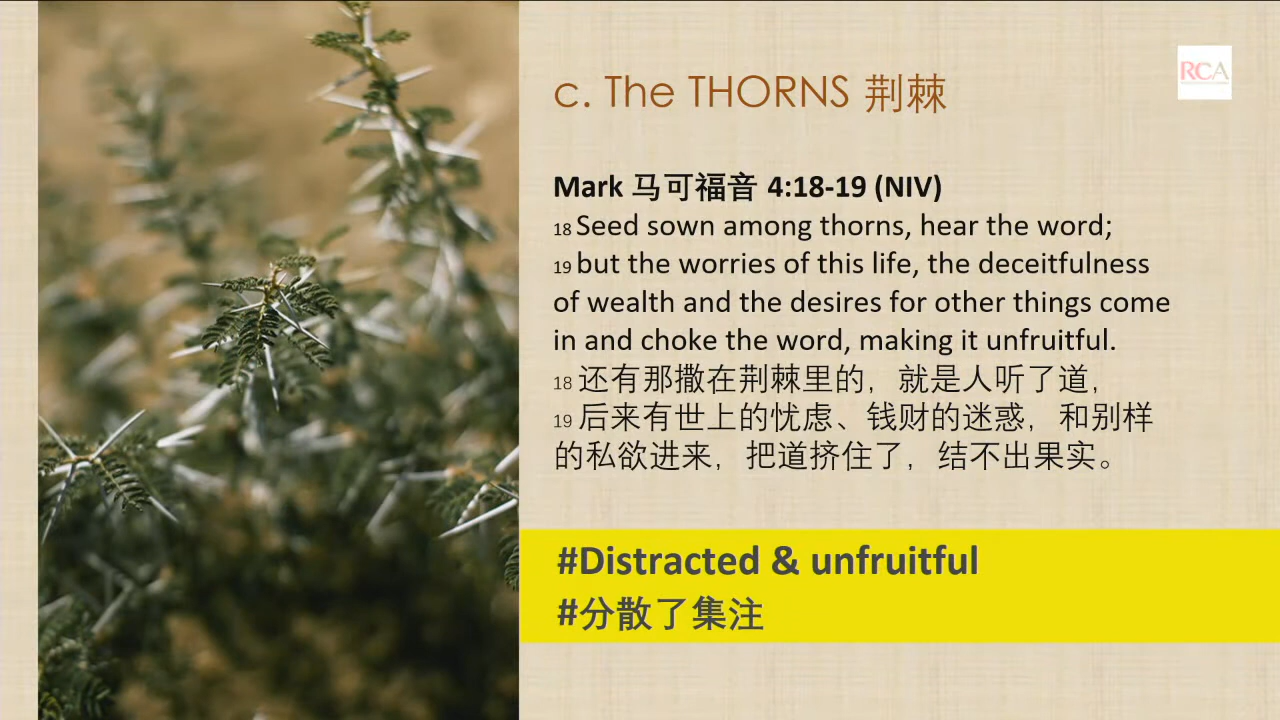 c. The THORNS 荆棘
RCA
Mark 马可福音 4:18-19 (NIV)
18 Seed sown among thorns, hear the word;
19 but the worries of this life, the deceitfulness
of wealth and the desires for other things come
in and choke the word, making it unfruitful.
18 还有那撒在荆棘里的，就是人听了道，
19 后来有世上的忧虑、钱财的迷惑，和别样
的私欲进来，把道挤住了，结不出果实。
#Distracted & unfruitful
#分散了集注